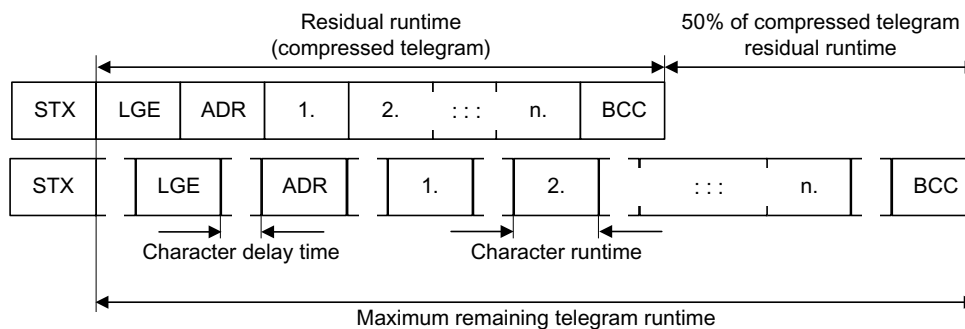 Residual runtime 50% of compressed telegram
(compressed telegram) residual runtime
STX LGE ADR 1. 2. : : : n. BCC
STX LGE ADR 1. 2. : : : n. BCC
Character delay time Character runtime
Maximum remaining telegram runtime